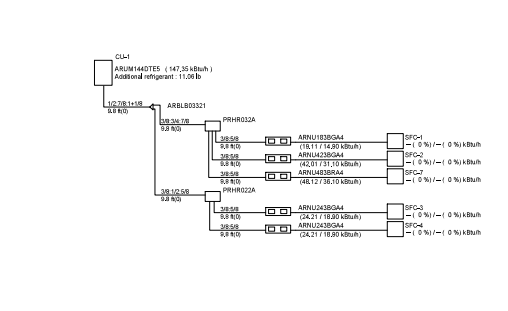 CU-1
ARUM144DTE5 ( 147,35 kBtu/h )
Additional refrigerant : 11.06 lb
1/2:7/8:1+1/8
9.8 ft(0)
ARBLB03321
3/8:3/4:7/8
9.8 ft(0)
PRHR032A
3/8:5/8
9,8 ft(0)
ARNU183BGA4
(19,11 / 14,90 kBtu/h)
SFC-1
- ( 0 %) / - ( 0 %) kBtu/h
3/8:5/8
9,8 ft(0)
ARNU423BGA4
(42,01 / 31,10 kBtu/h)
SFC-2
- ( 0 %) / - ( 0 %) kBtu/h
3/8:5/8
9,8 ft(0)
ARNU483BRA4
(48,12 / 36,10 kBtu/h)
SFC-7
- ( 0 %) / - ( 0 %) kBtu/h
3/8:1/2:5/8
9.8 ft(0)
PRHR022A
3/8:5/8
9,8 ft(0)
ARNU243BGA4
(24,21 / 18,90 kBtu/h)
SFC-3
- ( 0 %) / - ( 0 %) kBtu/h
3/8:5/8
9,8 ft(0)
ARNU243BGA4
(24,21 / 18,90 kBtu/h)
SFC-4
- ( 0 %) / - ( 0 %) kBtu/h